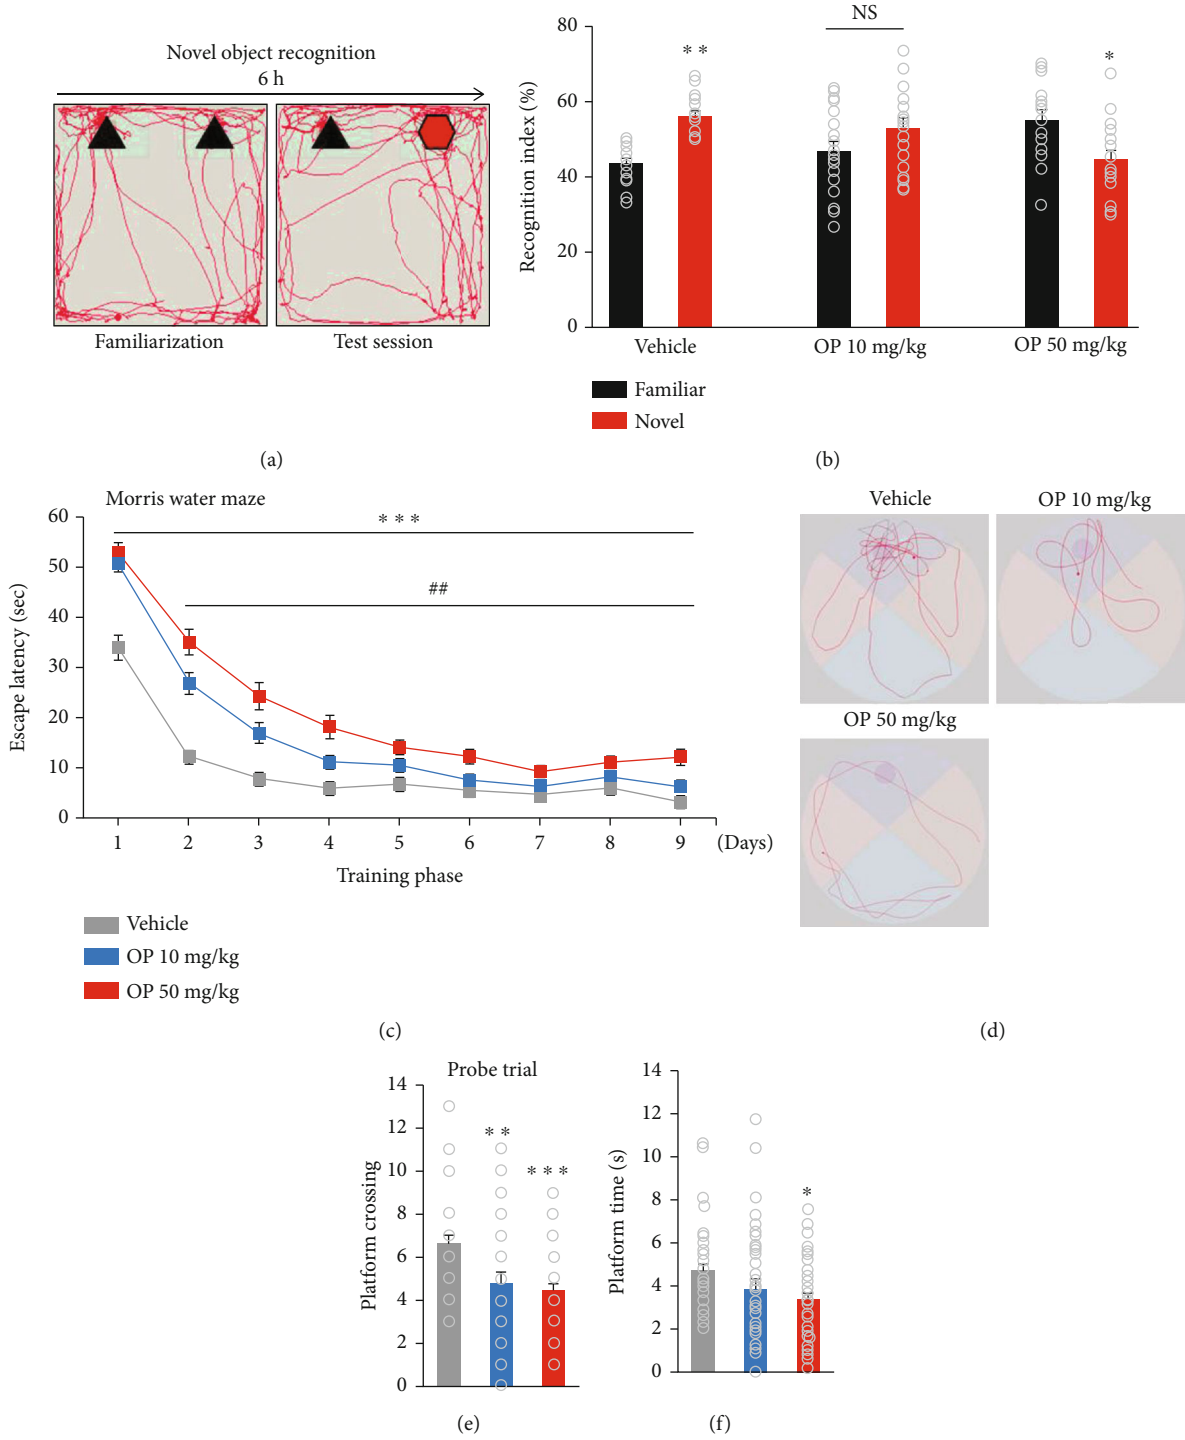 Novel object recognition
6 h
Familiarization
Test session
(a)
80
60
40
20
0
Recognition index (%)
**
NS
*
Vehicle
OP 10 mg/kg
OP 50 mg/kg
Familiar
Novel
(b)
Morris water maze
60
50
40
30
20
10
0
Escape latency (sec)
***
##
1 2 3 4 5 6 7 8 9 (Days)
Training phase
Vehicle
OP 10 mg/kg
OP 50 mg/kg
(c)
Vehicle
OP 10 mg/kg
OP 50 mg/kg
(d)
Probe trial
14
12
10
8
6
4
2
0
Platform crossing
**
***
(e)
14
12
10
8
6
4
2
0
Platform time (s)
*
(f)